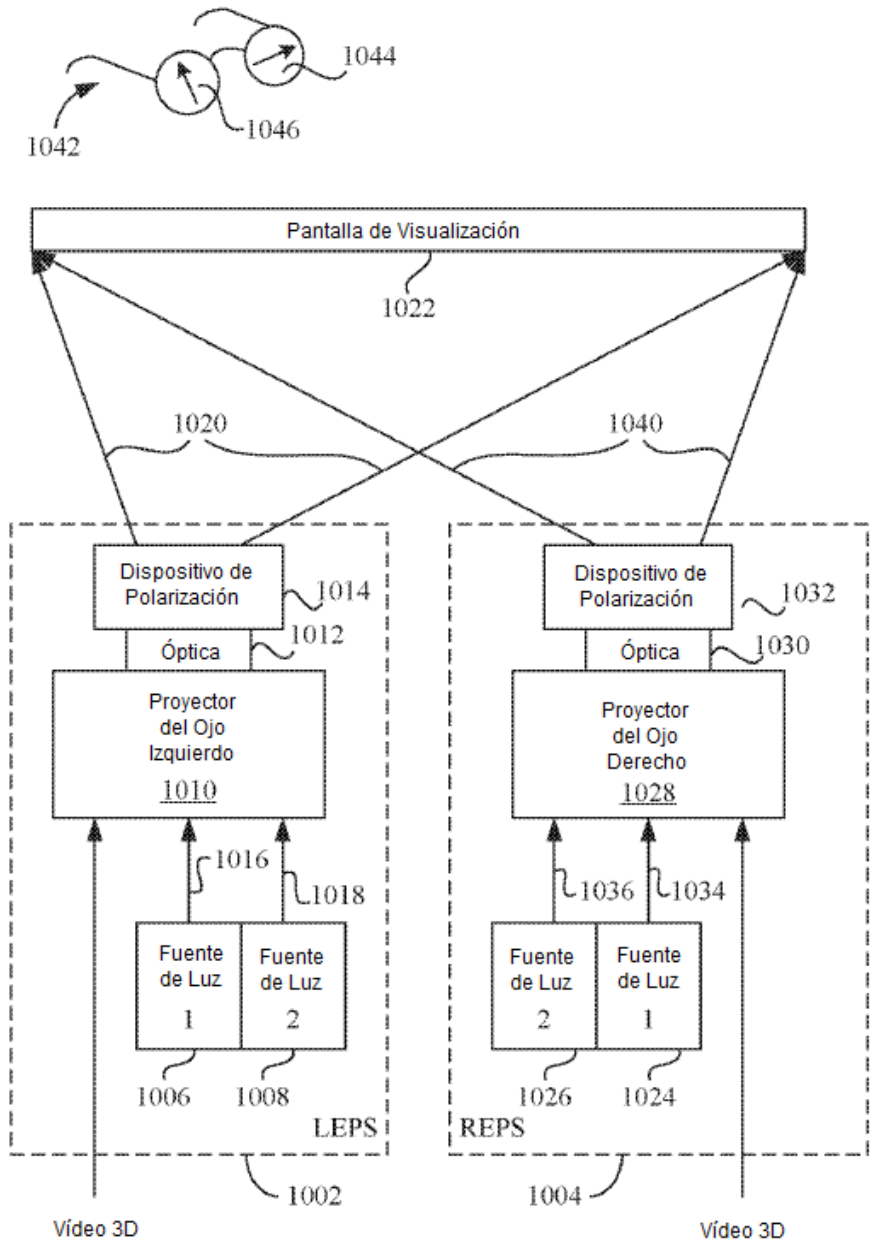 1044
1046
1042
Pantalla de Visualización
1022
1020
1040
Dispositivo de
Polarización
1014
1012
Óptica
Proyector
del Ojo
Izquierdo
1010
1016
1018
Fuente
de Luz
1
Fuente
de Luz
2
1006
1008
LEPS
1002
Vídeo 3D
Dispositivo de
Polarización
1032
1030
Óptica
Proyector
del Ojo
Derecho
1028
1036
1034
Fuente
de Luz
2
Fuente
de Luz
1
1026
1024
REPS
1004
Vídeo 3D